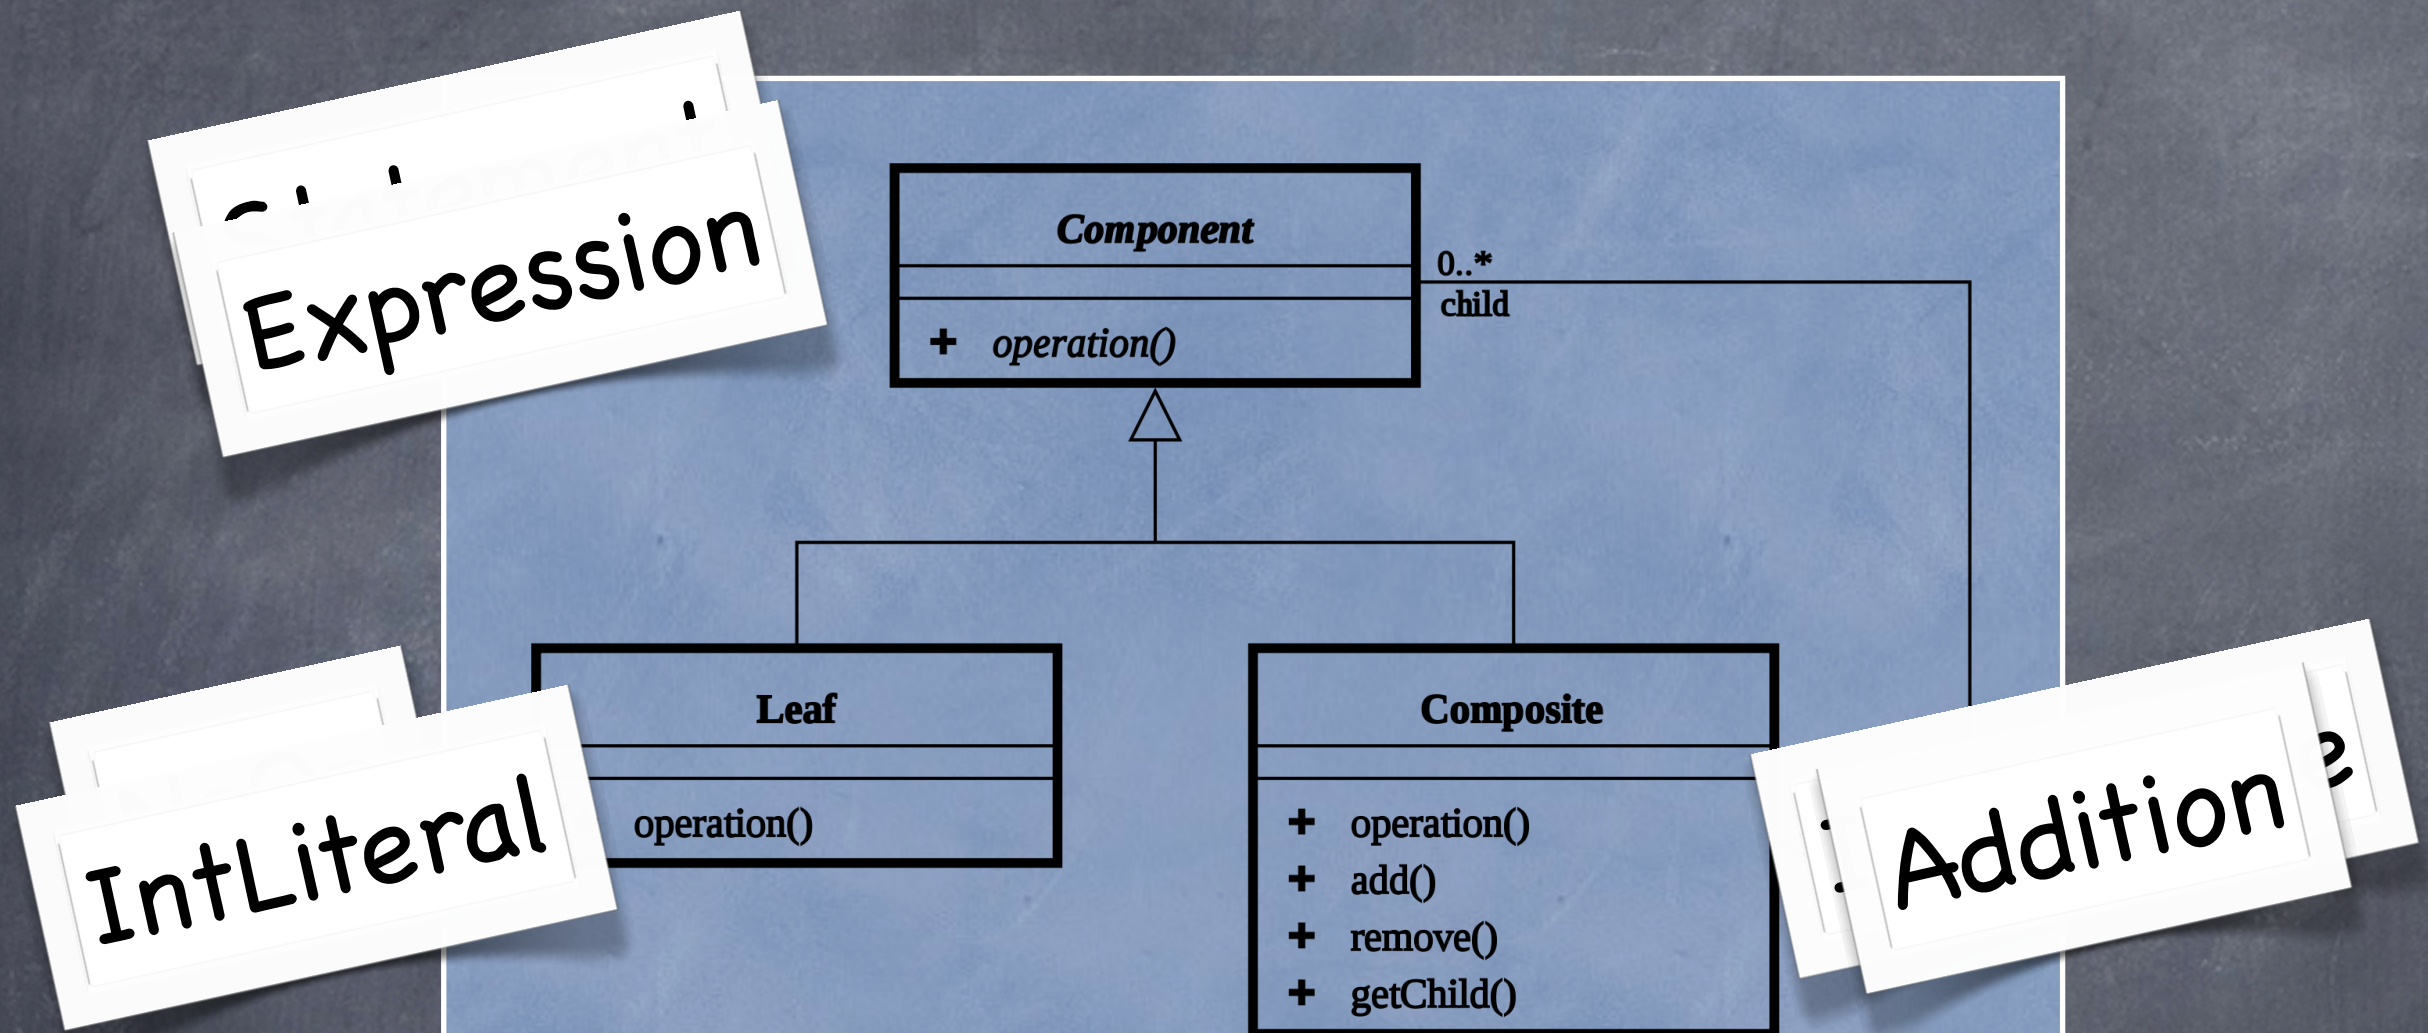 Expression
Component
0..*
child
+ operation()
Leaf
Composite
operation()
+ operation()
+ add()
+ remove()
+ getChild()
IntLiteral
Addition